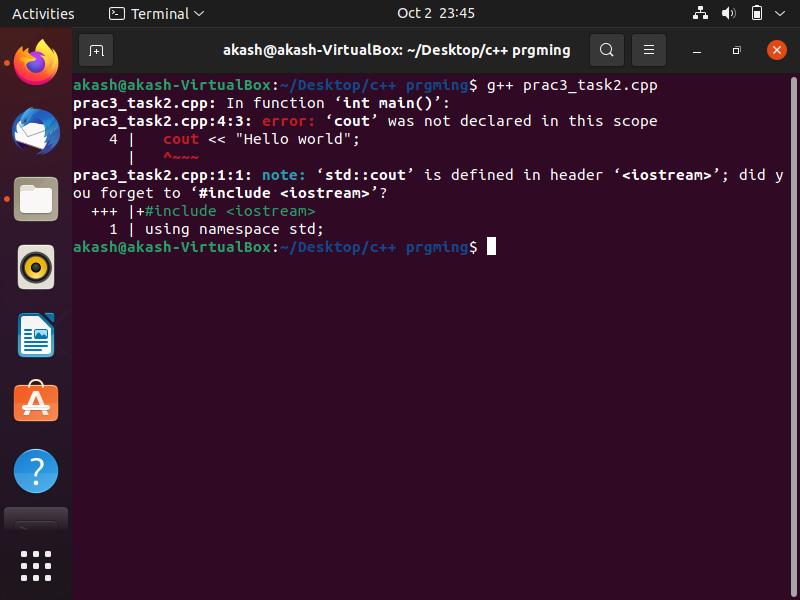 Activities Terminal Oct 2 23:45
akash@akash-VirtualBox: ~/Desktop/c++ prgming
akash@akash-VirtualBox:~/Desktop/c++ prgming$ g++ prac3_task2.cpp
prac3_task2.cpp: In function ‘int main()’:
prac3_task2.cpp:4:3: error: ‘cout’ was not declared in this scope
    4 |   cout << "Hello world";
      |   ^~~~
prac3_task2.cpp:1:1: note: ‘std::cout’ is defined in header ‘<iostream>’; did y
ou forget to ‘#include <iostream>’?
  +++ |+#include <iostream>
    1 | using namespace std;
akash@akash-VirtualBox:~/Desktop/c++ prgming$